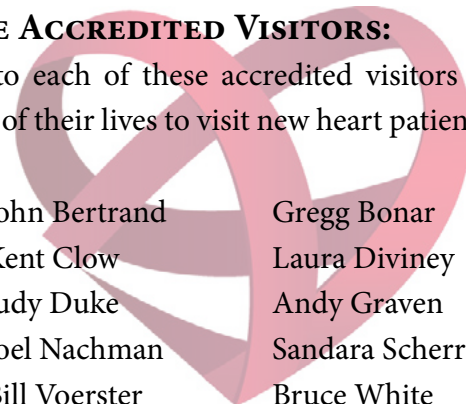 E ACCREDITED VISITORS:
to each of these accredited visitors
of their lives to visit new heart patien
ohn Bertrand Gregg Bonar
Kent Clow Laura Diviney
udy Duke Andy Graven
oel Nachman Sandara Scherr
Bill Voerster Bruce White